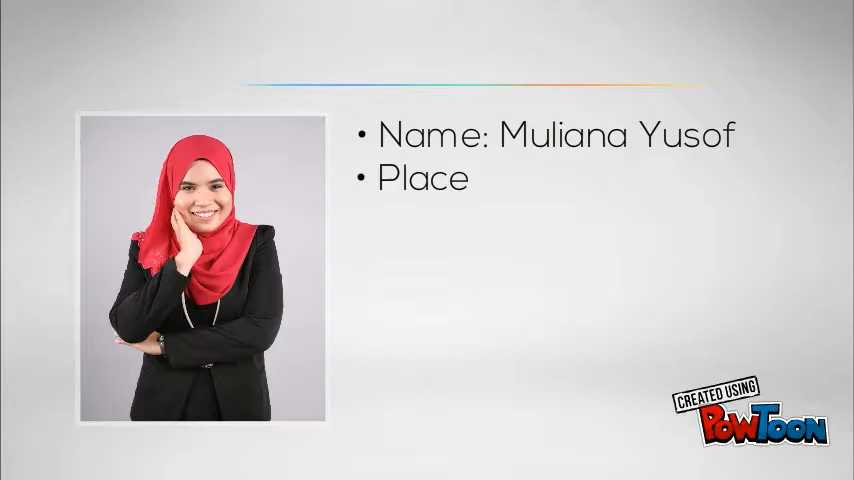 • Name: Muliana Yusof
• Place
CREATED USING
POWTOON